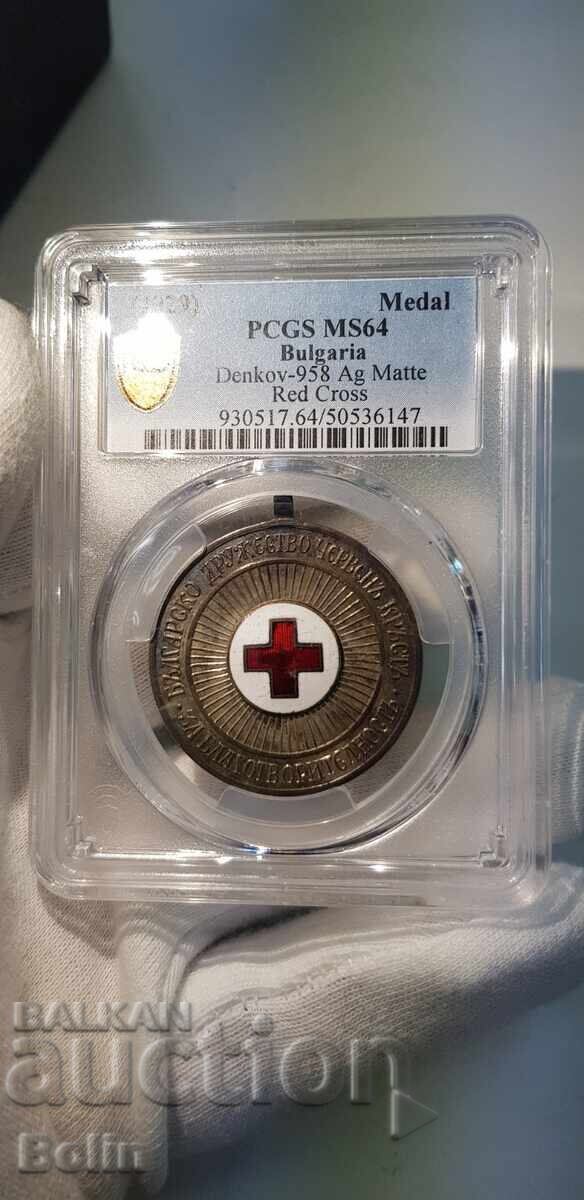 (1929)
Medal
PCGS MS64
Bulgaria
Denkov-958 Ag Matte
Red Cross
930517.64/50536147
· БЪЛГАРСКО ДРУЖЕСТВО ЧЕРВЕНЪ КРЪСТЪ ·
ЗА БЛАГОТВОРИТЕЛНОСТЬ
BALKAN
auction
Bolin